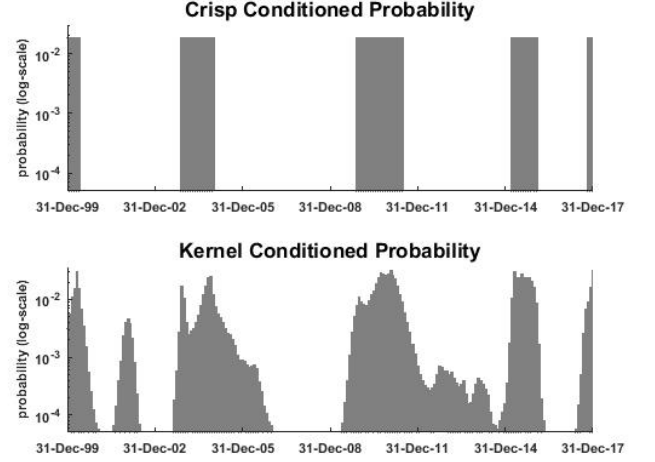 Crisp Conditioned Probability
probability (log-scale)
10-2
10-3
10-4
31-Dec-99 31-Dec-02 31-Dec-05 31-Dec-08 31-Dec-11 31-Dec-14 31-Dec-17
Kernel Conditioned Probability
probability (log-scale)
10-2
10-3
10-4
31-Dec-99 31-Dec-02 31-Dec-05 31-Dec-08 31-Dec-11 31-Dec-14 31-Dec-17